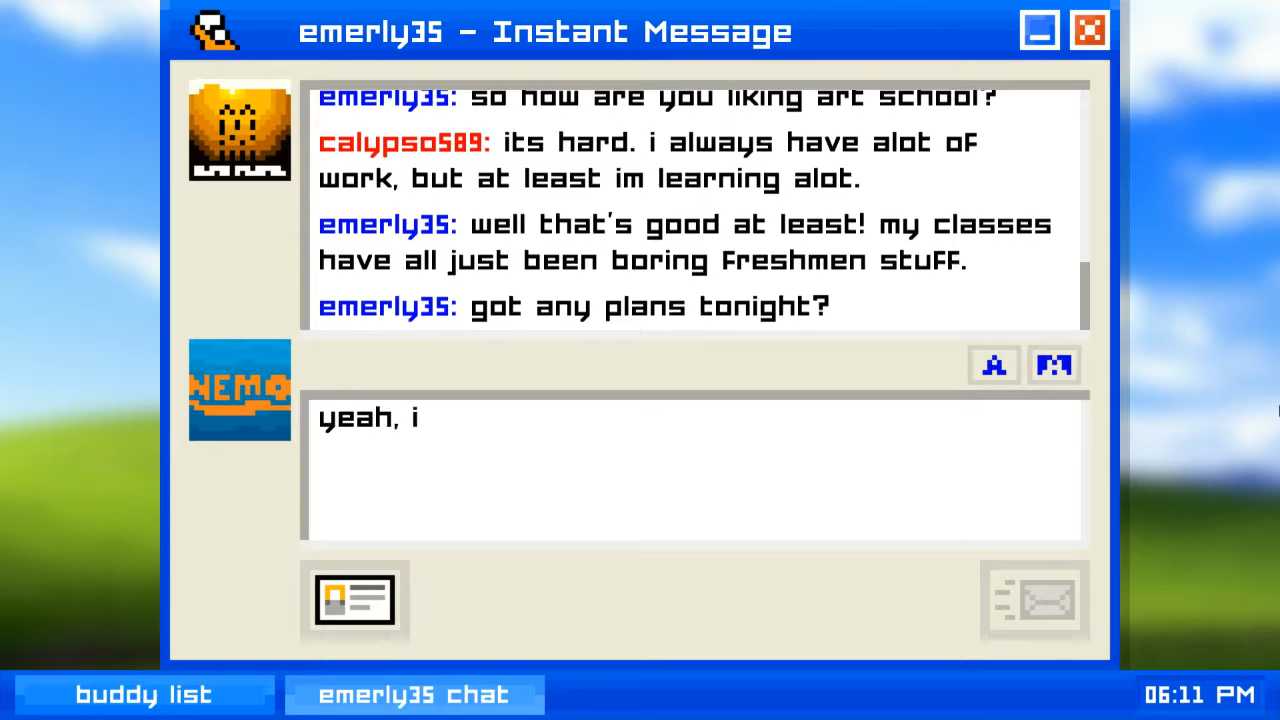 emerly35 - Instant Message
emerly35: so how are you liking art school?
calypso589: its hard. i always have alot of
work, but at least im learning alot.
emerly35: well that's good at least! my classes
have all just been boring freshmen stuff.
emerly35: got any plans tonight?
A
NEMO
yeah, i
buddy list
emerly35 chat
06:11 PM